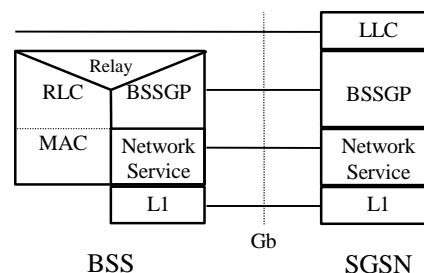 LLC
Relay
RLC
BSSGP
BSSGP
MAC
Network
Service
Network
Service
L1
L1
Gb
BSS
SGSN